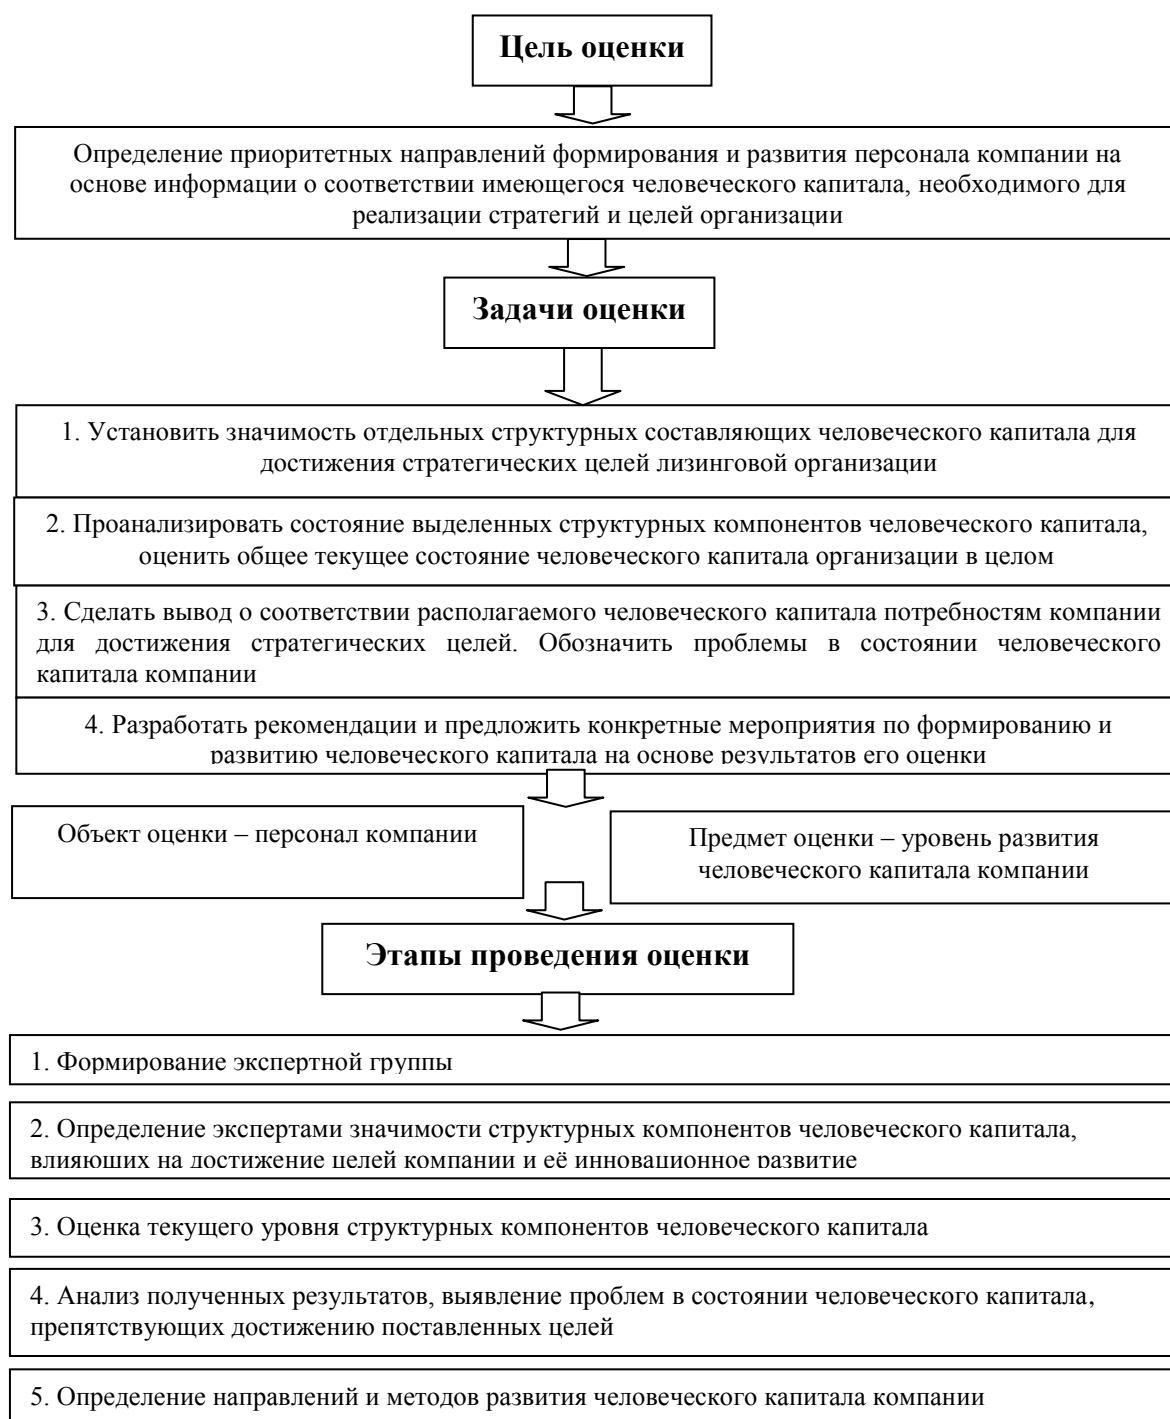 Цель оценки
Определение приоритетных направлений формирования и развития персонала компании на
основе информации о соответствии имеющегося человеческого капитала, необходимого для
реализации стратегий и целей организации
Задачи оценки
1. Установить значимость отдельных структурных составляющих человеческого капитала для
достижения стратегических целей лизинговой организации
2. Проанализировать состояние выделенных структурных компонентов человеческого капитала,
оценить общее текущее состояние человеческого капитала организации в целом
3. Сделать вывод о соответствии располагаемого человеческого капитала потребностям компании
для достижения стратегических целей. Обозначить проблемы в состоянии человеческого
капитала компании
4. Разработать рекомендации и предложить конкретные мероприятия по формированию и
развитию человеческого капитала на основе результатов его оценки
Объект оценки – персонал компании
Предмет оценки – уровень развития
человеческого капитала компании
Этапы проведения оценки
1. Формирование экспертной группы
2. Определение экспертами значимости структурных компонентов человеческого капитала,
влияющих на достижение целей компании и её инновационное развитие
3. Оценка текущего уровня структурных компонентов человеческого капитала
4. Анализ полученных результатов, выявление проблем в состоянии человеческого капитала,
препятствующих достижению поставленных целей
5. Определение направлений и методов развития человеческого капитала компании